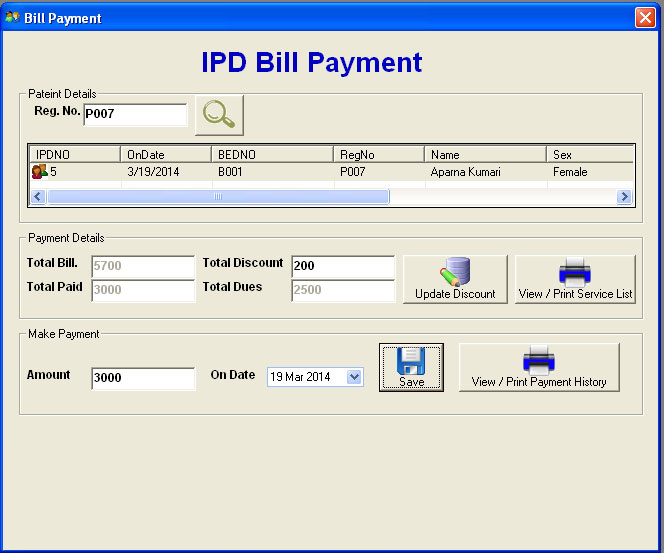 Bill Payment
IPD Bill Payment
Pateint Details
Reg. No. P007
IPDNO OnDate BEDNO RegNo Name Sex
5 3/19/2014 B001 P007 Aparna Kumari Female
Payment Details
Total Bill. 5700 Total Discount 200
Total Paid 3000 Total Dues 2500
Update Discount View / Print Service List
Make Payment
Amount 3000 On Date 19 Mar 2014
Save View / Print Payment History